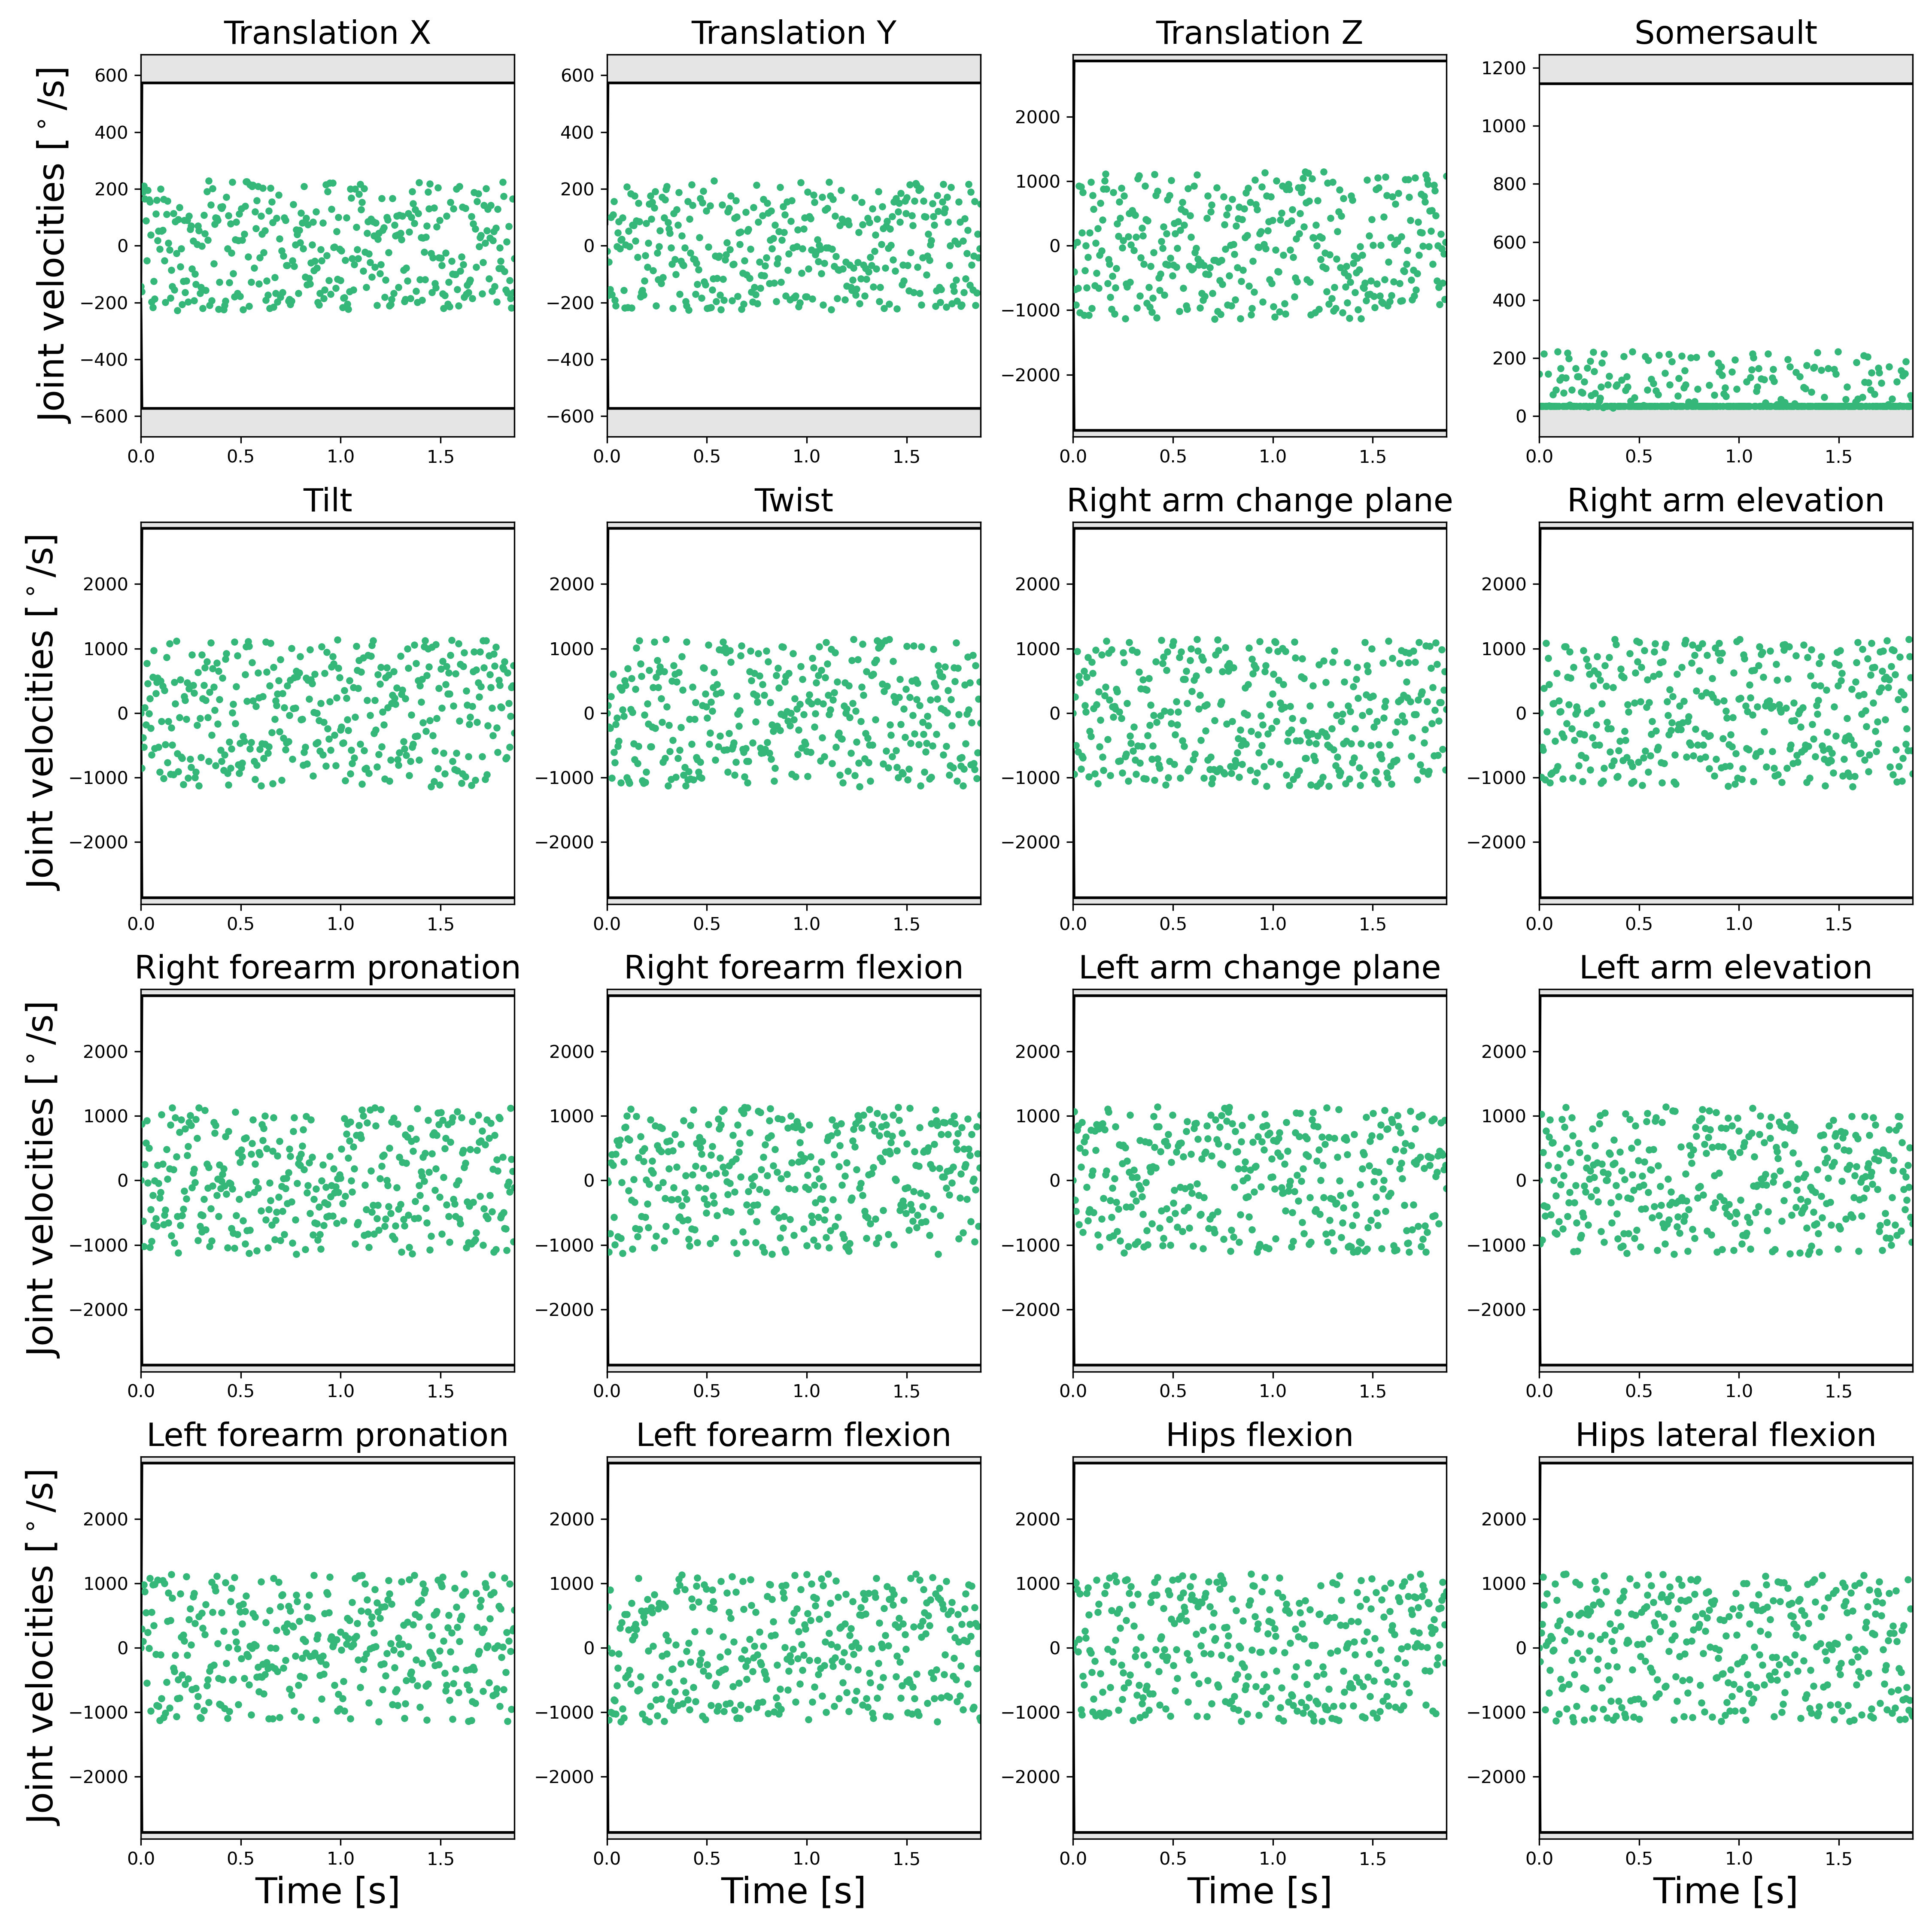 Translation X
Translation Y
Translation Z
Somersault
Joint velocities [°/s]
600
400
200
0
−200
−400
−600
0.0 0.5 1.0 1.5
600
400
200
0
−200
−400
−600
0.0 0.5 1.0 1.5
2000
1000
0
−1000
−2000
0.0 0.5 1.0 1.5
1200
1000
800
600
400
200
0
0.0 0.5 1.0 1.5
Tilt
Twist
Right arm change plane
Right arm elevation
Joint velocities [°/s]
2000
1000
0
−1000
−2000
0.0 0.5 1.0 1.5
2000
1000
0
−1000
−2000
0.0 0.5 1.0 1.5
2000
1000
0
−1000
−2000
0.0 0.5 1.0 1.5
2000
1000
0
−1000
−2000
0.0 0.5 1.0 1.5
Right forearm pronation
Right forearm flexion
Left arm change plane
Left arm elevation
Joint velocities [°/s]
2000
1000
0
−1000
−2000
0.0 0.5 1.0 1.5
2000
1000
0
−1000
−2000
0.0 0.5 1.0 1.5
2000
1000
0
−1000
−2000
0.0 0.5 1.0 1.5
2000
1000
0
−1000
−2000
0.0 0.5 1.0 1.5
Left forearm pronation
Left forearm flexion
Hips flexion
Hips lateral flexion
Joint velocities [°/s]
2000
1000
0
−1000
−2000
0.0 0.5 1.0 1.5
Time [s]
2000
1000
0
−1000
−2000
0.0 0.5 1.0 1.5
Time [s]
2000
1000
0
−1000
−2000
0.0 0.5 1.0 1.5
Time [s]
2000
1000
0
−1000
−2000
0.0 0.5 1.0 1.5
Time [s]